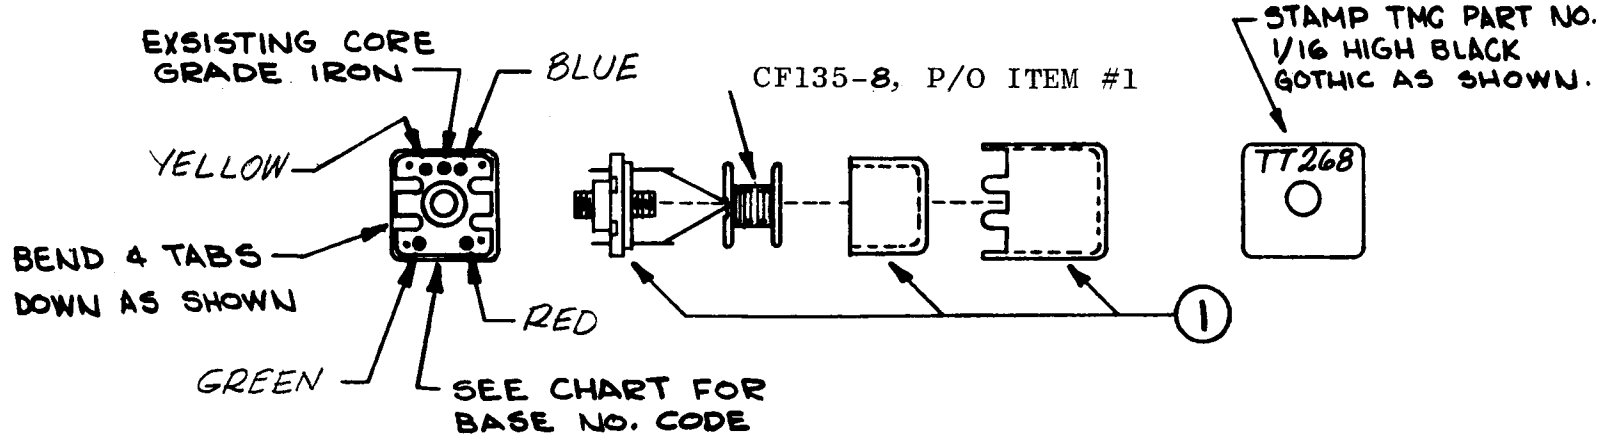 EXSISTING CORE
GRADE IRON
BLUE
YELLOW
BEND 4 TABS
DOWN AS SHOWN
GREEN
RED
SEE CHART FOR
BASE NO. CODE
CF135-8, P/O ITEM #1
1
STAMP TMC PART NO.
1/16 HIGH BLACK
GOTHIC AS SHOWN.
TT268